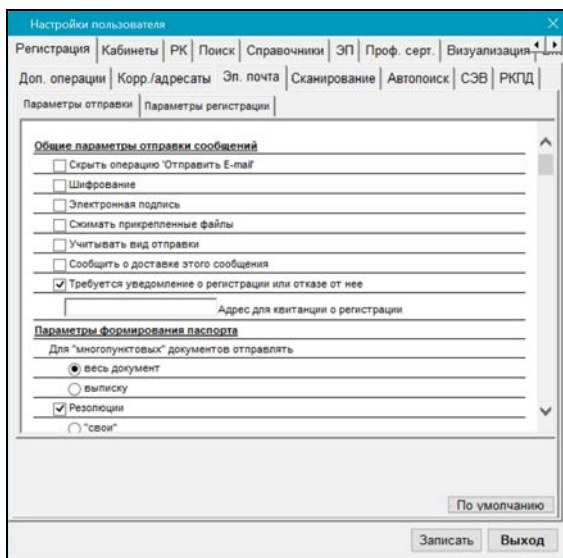 Настройки пользователя
Регистрация Кабинеты РК Поиск Справочники ЭП Проф. серт. Визуализация
Доп. операции Корр./адресаты Эл. почта Сканирование Автопоиск СЭВ РКПД
Параметры отправки Параметры регистрации
Общие параметры отправки сообщений
Скрыть операцию 'Отправить E-mail'
Шифрование
Электронная подпись
Сжимать прикрепленные файлы
Учитывать вид отправки
Сообщить о доставке этого сообщения
Требуется уведомление о регистрации или отказе от нее
Адрес для квитанции о регистрации
Параметры формирования паспорта
Для "многопунктовых" документов отправлять
весь документ
выписку
Резолюции
"свои"
По умолчанию
Записать Выход